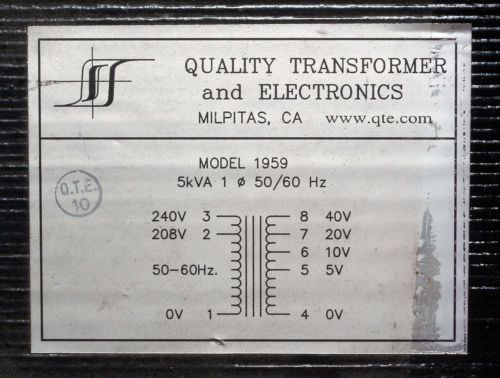 QUALITY TRANSFORMER
and ELECTRONICS
MILPITAS, CA www.qte.com
MODEL 1959
5kVA 1 ø 50/60 Hz
Q.T.E.
10
240V 3 8 40V
208V 2 7 20V
6 10V
50-60Hz. 5 5V
0V 1 4 0V